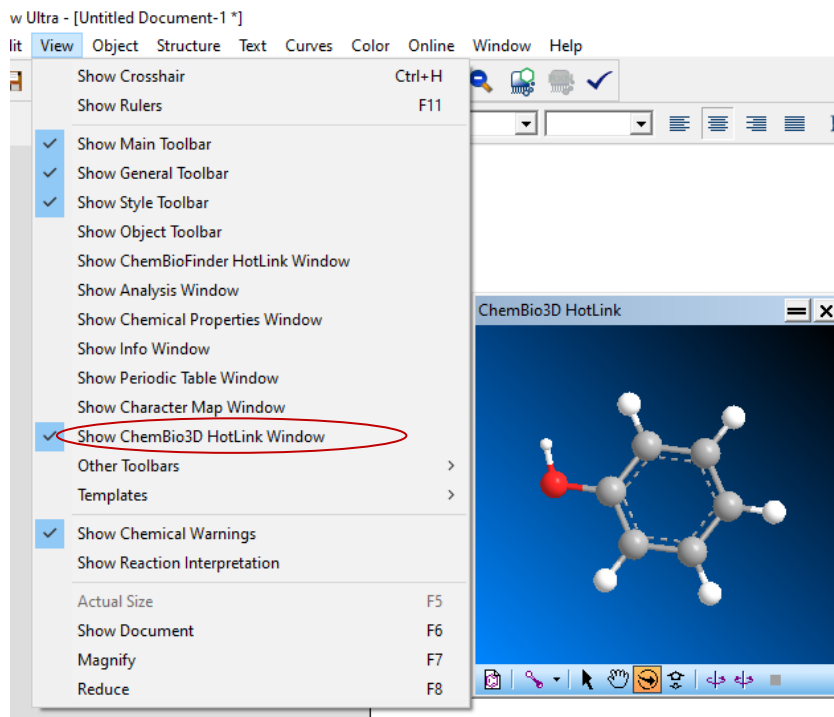 w Ultra - [Untitled Document-1 *]
lit View Object Structure Text Curves Color Online Window Help
Show Crosshair Ctrl+H
Show Rulers F11
Show Main Toolbar
Show General Toolbar
Show Style Toolbar
Show Object Toolbar
Show ChemBioFinder HotLink Window
Show Analysis Window
Show Chemical Properties Window
Show Info Window
Show Periodic Table Window
Show Character Map Window
Show ChemBio3D HotLink Window
Other Toolbars
Templates
Show Chemical Warnings
Show Reaction Interpretation
Actual Size F5
Show Document F6
Magnify F7
Reduce F8
ChemBio3D HotLink